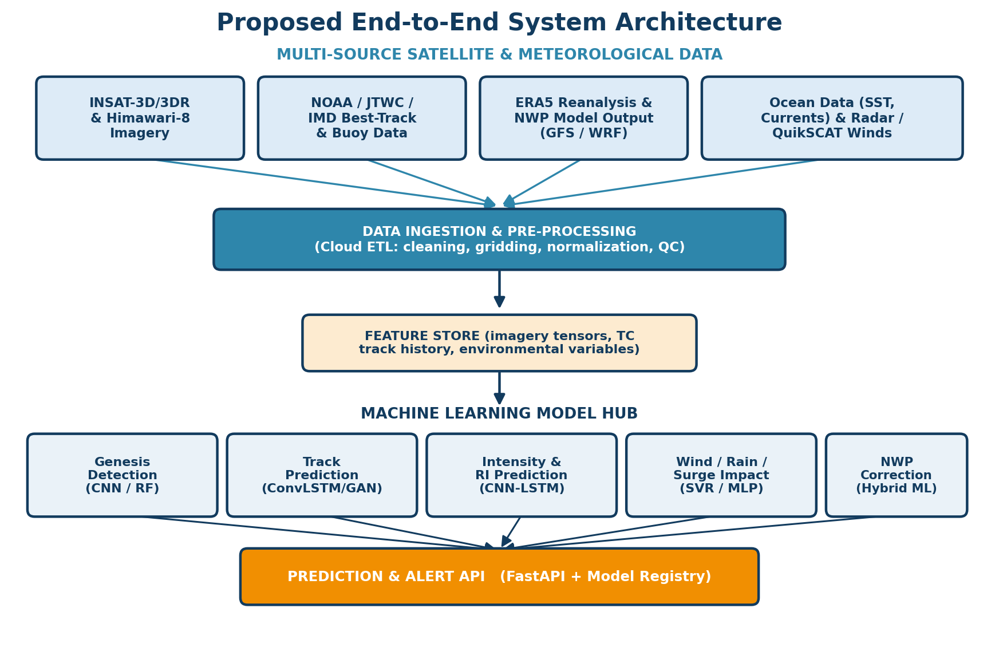 Proposed End-to-End System Architecture
MULTI-SOURCE SATELLITE & METEOROLOGICAL DATA
INSAT-3D/3DR
& Himawari-8
Imagery
NOAA / JTWC /
IMD Best-Track
& Buoy Data
ERA5 Reanalysis &
NWP Model Output
(GFS / WRF)
Ocean Data (SST,
Currents) & Radar /
QuikSCAT Winds
DATA INGESTION & PRE-PROCESSING
(Cloud ETL: cleaning, gridding, normalization, QC)
FEATURE STORE (imagery tensors, TC
track history, environmental variables)
MACHINE LEARNING MODEL HUB
Genesis
Detection
(CNN / RF)
Track
Prediction
(ConvLSTM/GAN)
Intensity &
RI Prediction
(CNN-LSTM)
Wind / Rain /
Surge Impact
(SVR / MLP)
NWP
Correction
(Hybrid ML)
PREDICTION & ALERT API   (FastAPI + Model Registry)